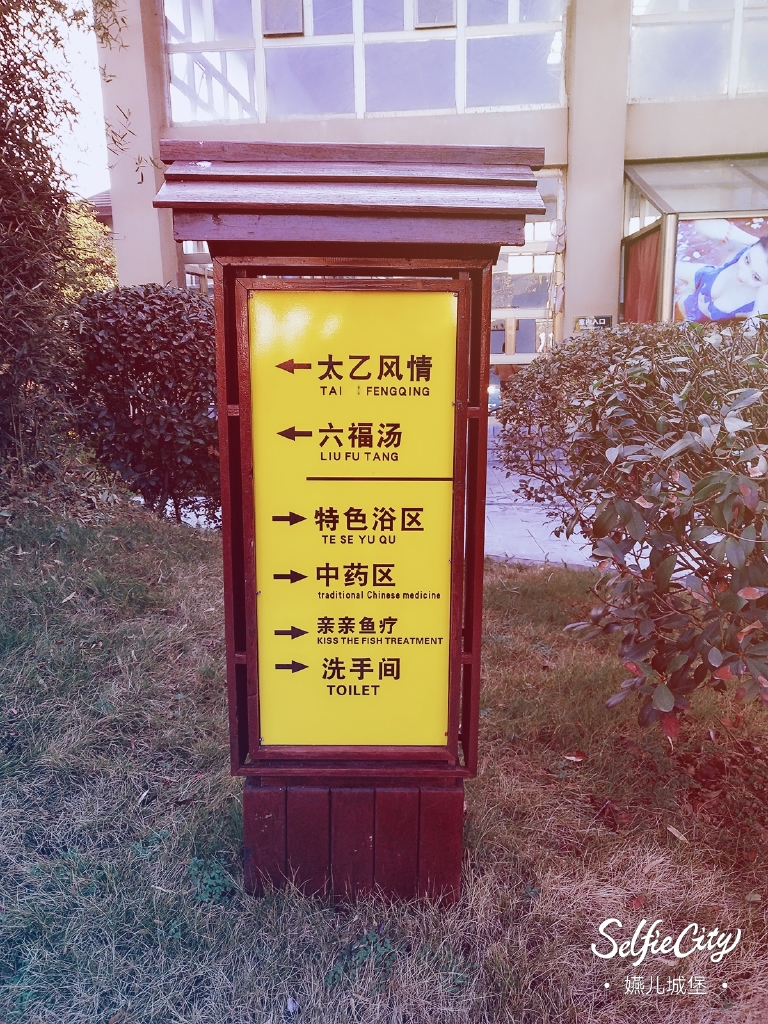 太乙风情
TAI FENGQING
六福汤
LIU FU TANG
特色浴区
TE SE YU QU
中药区
traditional Chinese medicine
亲亲鱼疗
KISS THE FISH TREATMENT
洗手间
TOILET
SelfieCity
嬿儿城堡